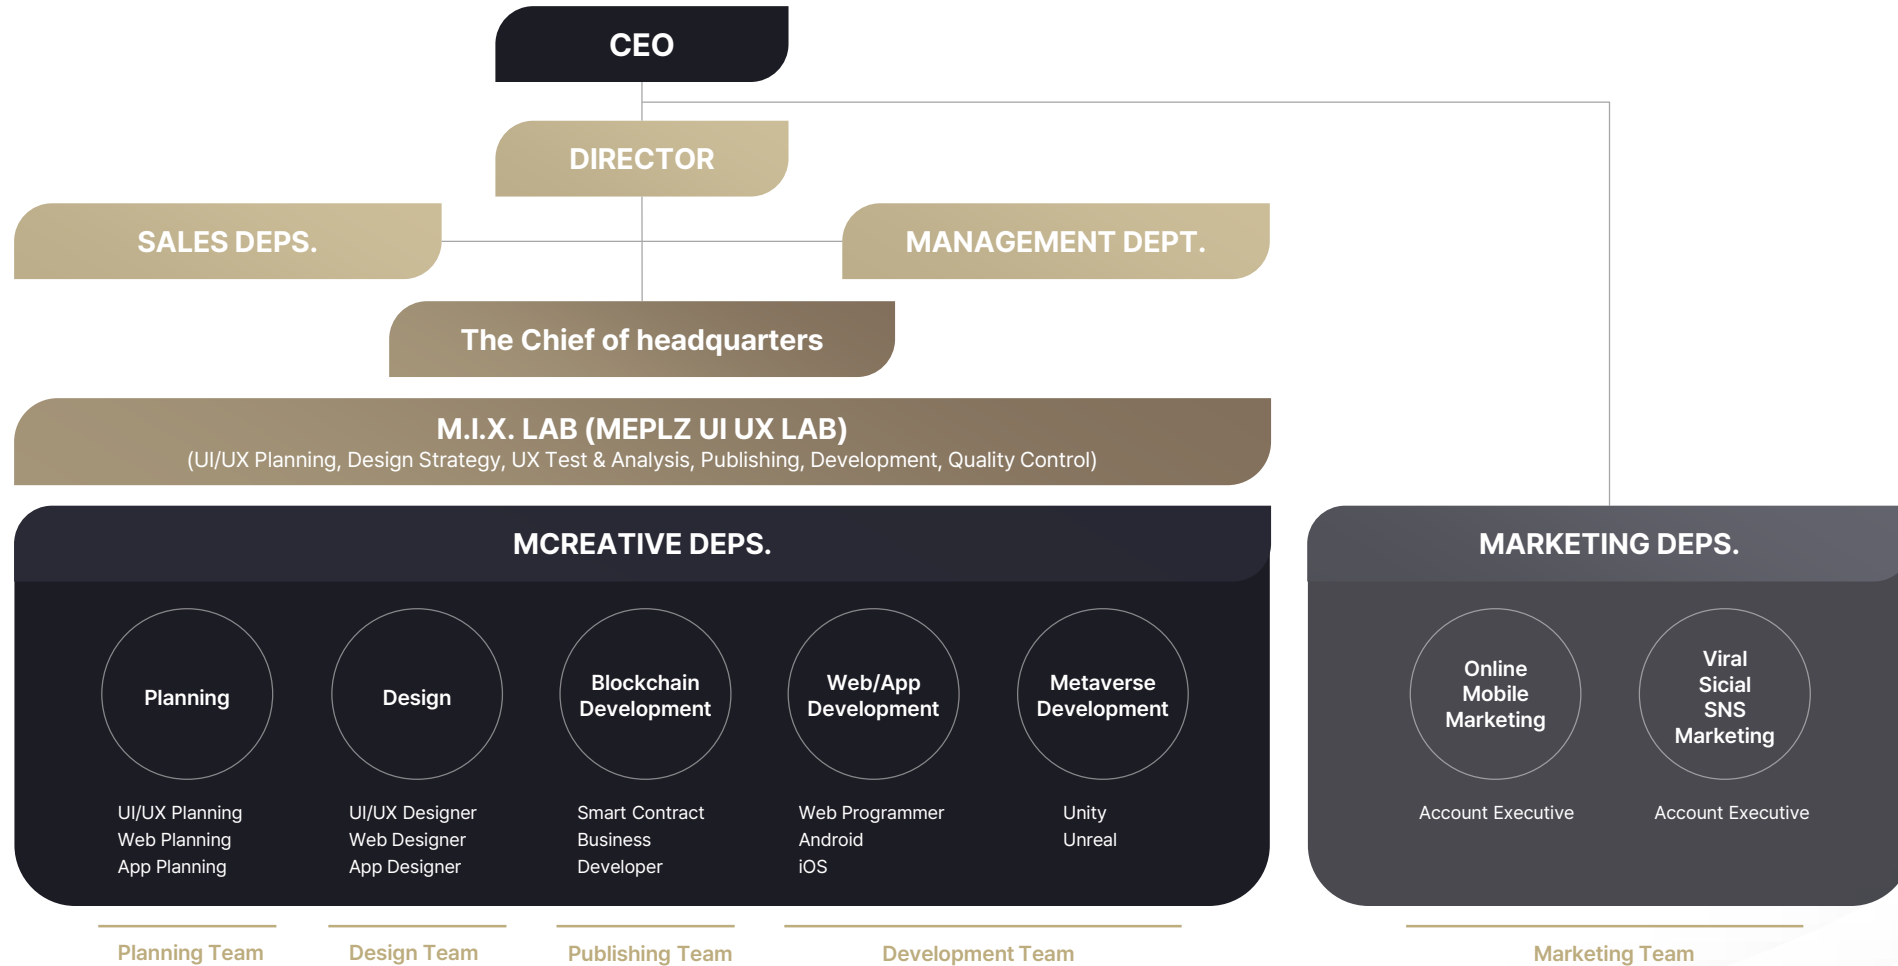 CEO
DIRECTOR
SALES DEPS.
MANAGEMENT DEPT.
The Chief of headquarters
M.I.X. LAB (MEPLZ UI UX LAB)
(UI/UX Planning, Design Strategy, UX Test & Analysis, Publishing, Development, Quality Control)
MCREATIVE DEPS.
Planning
UI/UX Planning
Web Planning
App Planning
Planning Team
Design
UI/UX Designer
Web Designer
App Designer
Design Team
Blockchain
Development
Smart Contract
Business
Developer
Publishing Team
Web/App
Development
Web Programmer
Android
iOS
Metaverse
Development
Unity
Unreal
Development Team
MARKETING DEPS.
Online
Mobile
Marketing
Account Executive
Viral
Sicial
SNS
Marketing
Account Executive
Marketing Team